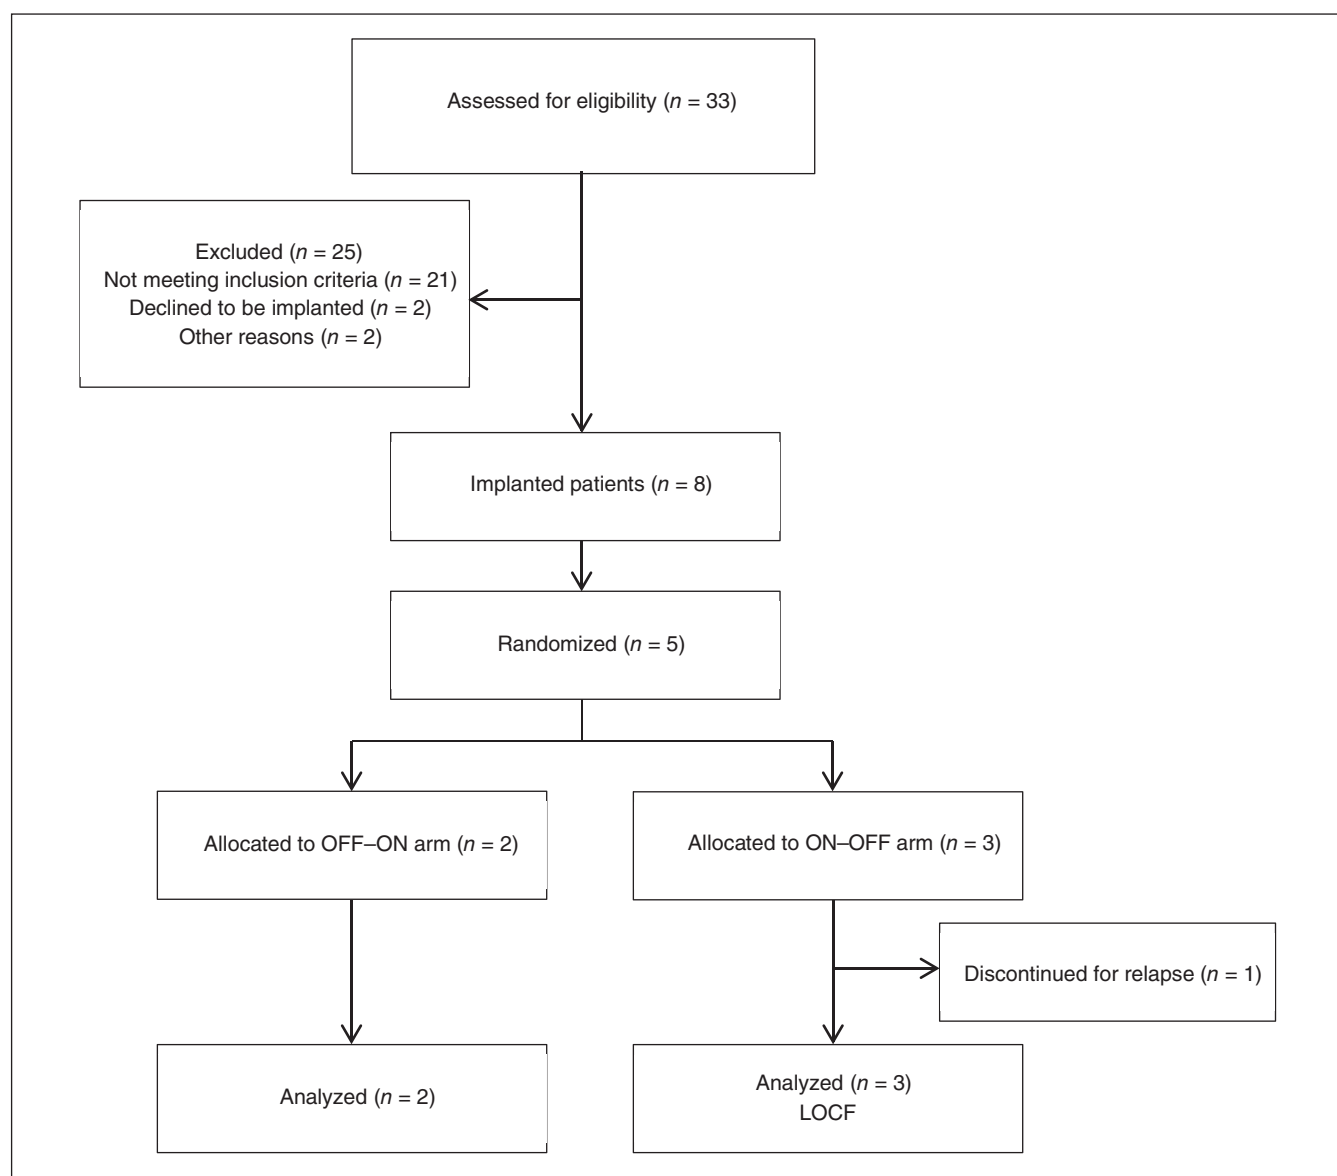 Assessed for eligibility (n = 33)
Excluded (n = 25)
Not meeting inclusion criteria (n = 21)
Declined to be implanted (n = 2)
Other reasons (n = 2)
Implanted patients (n = 8)
Randomized (n = 5)
Allocated to OFF–ON arm (n = 2)
Allocated to ON–OFF arm (n = 3)
Discontinued for relapse (n = 1)
Analyzed (n = 2)
Analyzed (n = 3)
LOCF